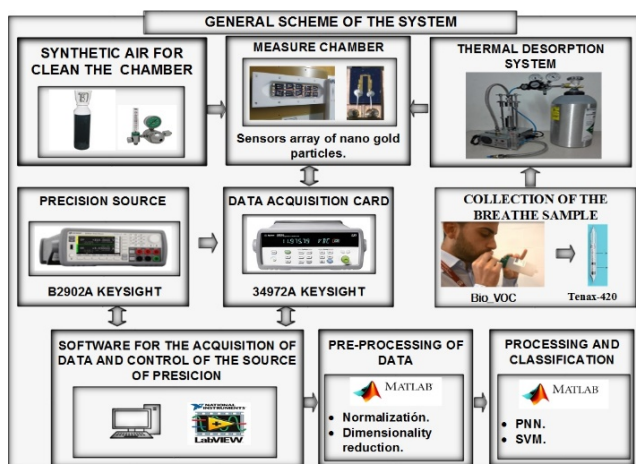 GENERAL SCHEME OF THE SYSTEM
SYNTHETIC AIR FOR
CLEAN THE CHAMBER
MEASURE CHAMBER
Sensors array of nano gold
particles.
THERMAL DESORPTION
SYSTEM
PRECISION SOURCE
B2902A KEYSIGHT
DATA ACQUISITION CARD
34972A KEYSIGHT
COLLECTION OF THE
BREATHE SAMPLE
Bio_VOC
Tenax-420
SOFTWARE FOR THE ACQUISITION OF
DATA AND CONTROL OF THE SOURCE
OF PRESICION
NATIONAL
INSTRUMENTS
LabVIEW
PRE-PROCESSING OF
DATA
MATLAB
• Normalizatión.
• Dimensionality
reduction.
PROCESSING AND
CLASSIFICATION
MATLAB
• PNN.
• SVM.